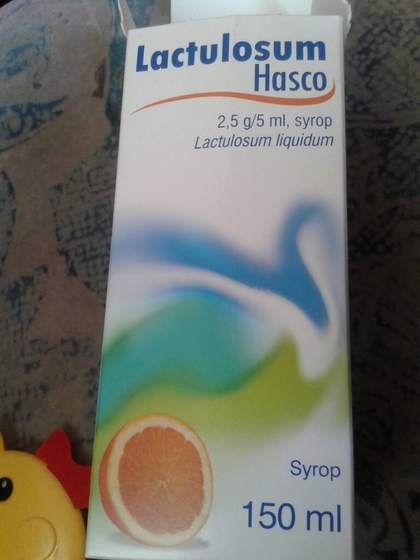 Lactulosum
Hasco
2,5 g/5 ml, syrop
Lactulosum liquidum
Syrop
150 ml